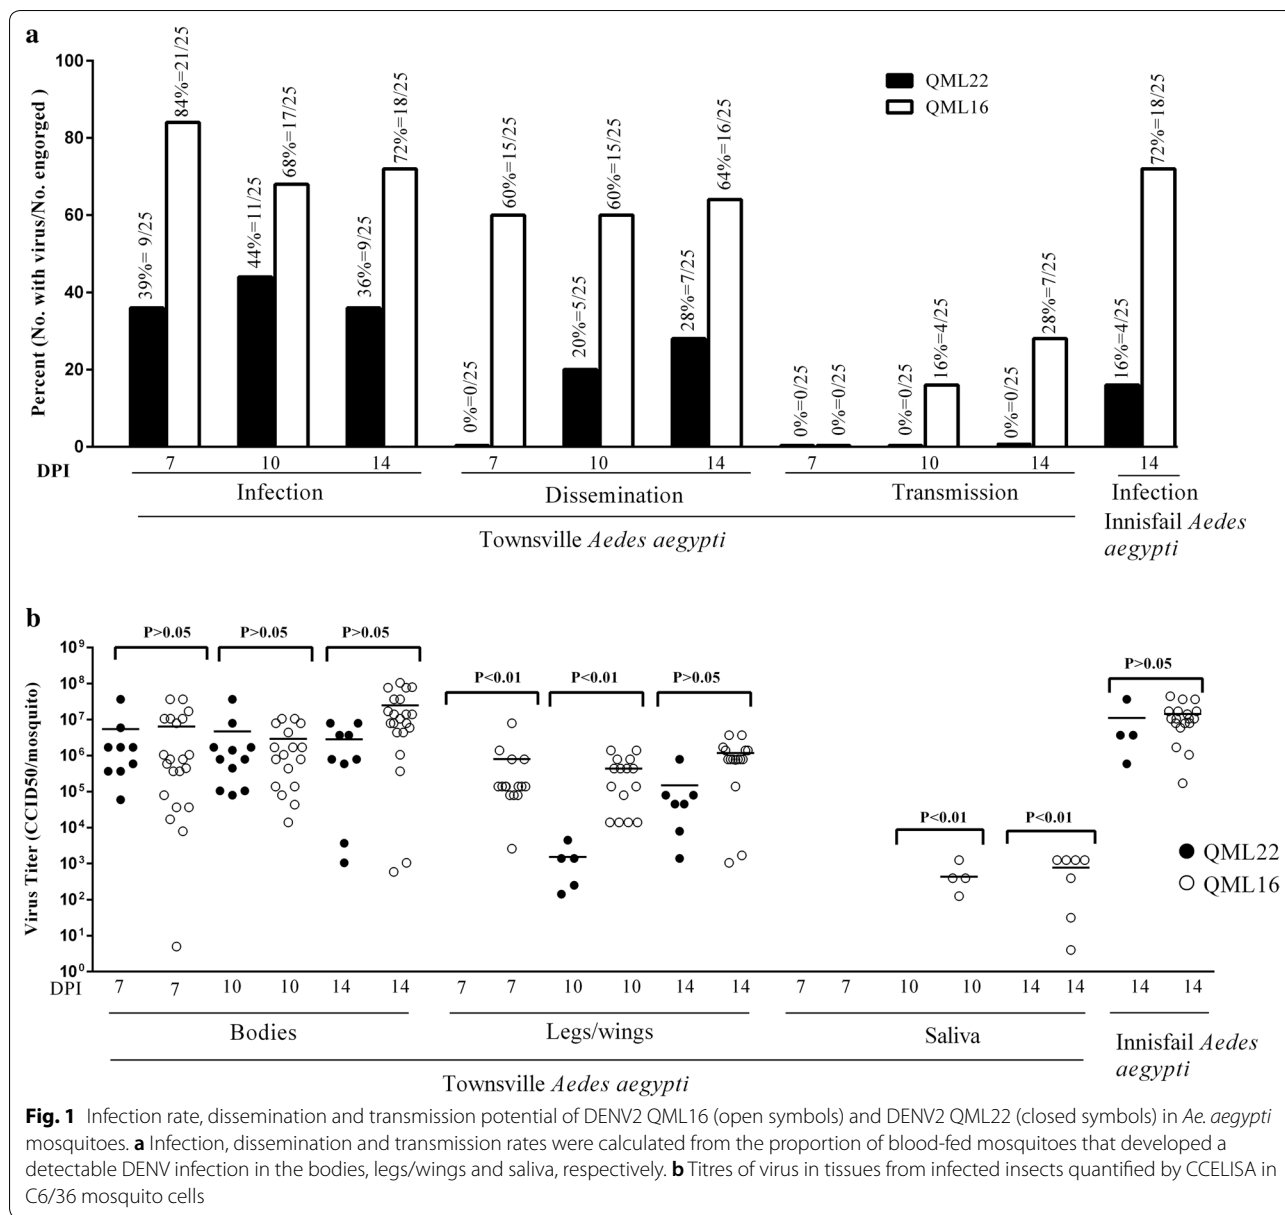 a
Percent (No. with virus/No. engorged )
100
80
60
40
20
0
39%= 9/25
84%=21/25
44%=11/25
68%=17/25
36%=9/25
72%=18/25
0%=0/25
60%=15/25
20%=5/25
60%=15/25
28%=7/25
64%=16/25
0%=0/25
0%=0/25
0%=0/25
16%=4/25
0%=0/25
28%=7/25
16%=4/25
72%=18/25
QML22
QML16
DPI
7 10 14 7 10 14 7 10 14 14
Infection Dissemination Transmission Infection
Townsville Aedes aegypti
Innisfail Aedes
aegypti
b
Virus Titer (CCID50/mosquito)
10⁹
10⁸
10⁷
10⁶
10⁵
10⁴
10³
10²
10¹
10⁰
P>0.05 P>0.05 P>0.05
P<0.01 P<0.01 P>0.05
P<0.01 P<0.01
P>0.05
QML22
QML16
DPI
7 7 10 10 14 14 7 7 10 10 14 14 7 7 10 10 14 14 14 14
Bodies Legs/wings Saliva
Townsville Aedes aegypti
Innisfail Aedes
aegypti
Fig. 1 Infection rate, dissemination and transmission potential of DENV2 QML16 (open symbols) and DENV2 QML22 (closed symbols) in Ae. aegypti
mosquitoes. a Infection, dissemination and transmission rates were calculated from the proportion of blood-fed mosquitoes that developed a
detectable DENV infection in the bodies, legs/wings and saliva, respectively. b Titres of virus in tissues from infected insects quantified by CCELISA in
C6/36 mosquito cells